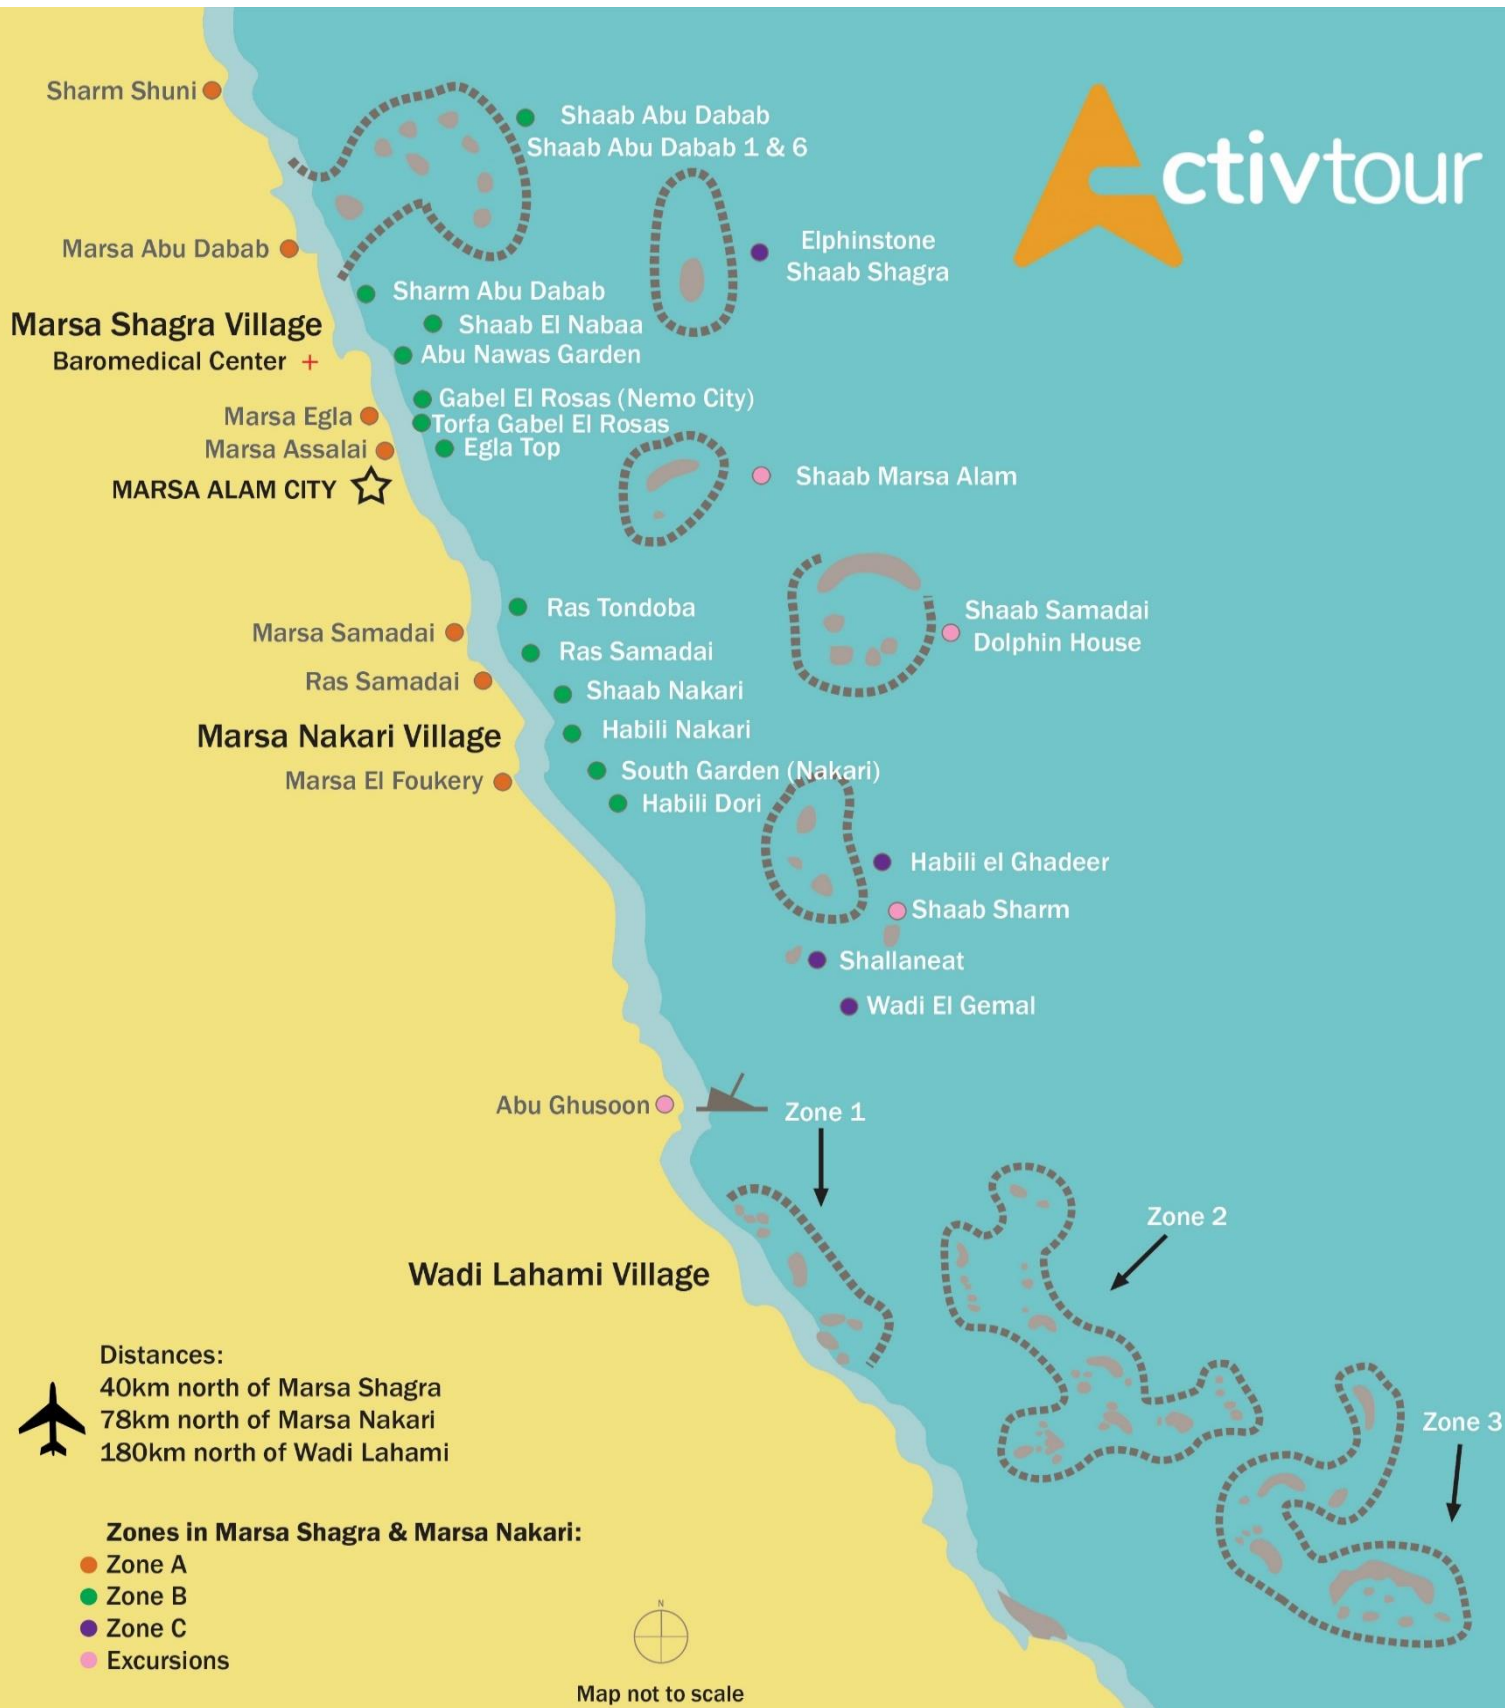 Sharm Shuni
Shaab Abu Dabab
Shaab Abu Dabab 1 & 6
ctivtour
Marsa Abu Dabab
Elphinstone
Shaab Shagra
Sharm Abu Dabab
Marsa Shagra Village
Shaab El Nabaa
Baromedical Center +
Abu Nawas Garden
Gabel El Rosas (Nemo City)
Marsa Egla
Torfa Gabel El Rosas
Marsa Assalai
Egla Top
MARSA ALAM CITY
Shaab Marsa Alam
Ras Tondoba
Shaab Samadai
Dolphin House
Marsa Samadai
Ras Samadai
Ras Samadai
Shaab Nakari
Marsa Nakari Village
Habili Nakari
South Garden (Nakari)
Marsa El Foukery
Habili Dori
Habili el Ghadeer
Shaab Sharm
Shallaneat
Wadi El Gemal
Abu Ghusoon
Zone 1
Zone 2
Wadi Lahami Village
Distances:
40km north of Marsa Shagra
78km north of Marsa Nakari
180km north of Wadi Lahami
Zone 3
Zones in Marsa Shagra & Marsa Nakari:
Zone A
Zone B
Zone C
Excursions
N
Map not to scale